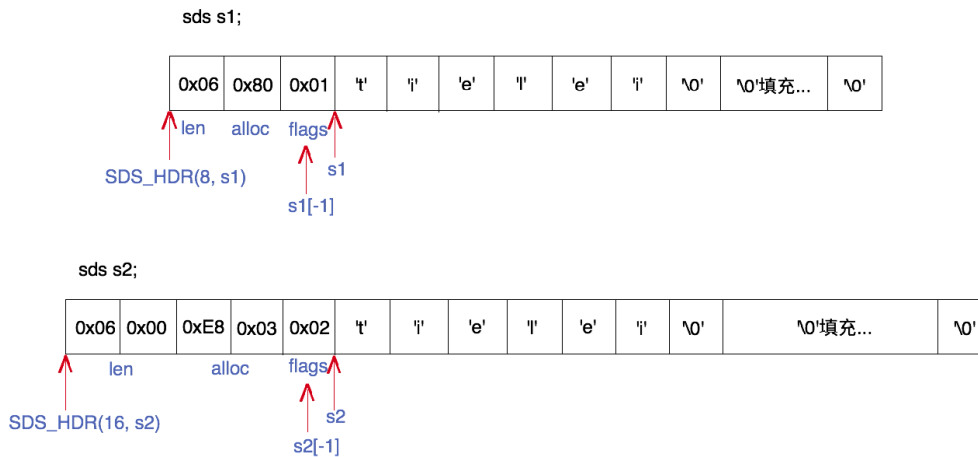 sds s1;
0x06 0x80 0x01 't' 'i' 'e' 'l' 'e' 'i' '\0' '\0'填充... '\0'
len alloc flags
s1
SDS_HDR(8, s1)
s1[-1]
sds s2;
0x06 0x00 0xE8 0x03 0x02 't' 'i' 'e' 'l' 'e' 'i' '\0' '\0'填充... '\0'
len alloc flags
s2
SDS_HDR(16, s2)
s2[-1]